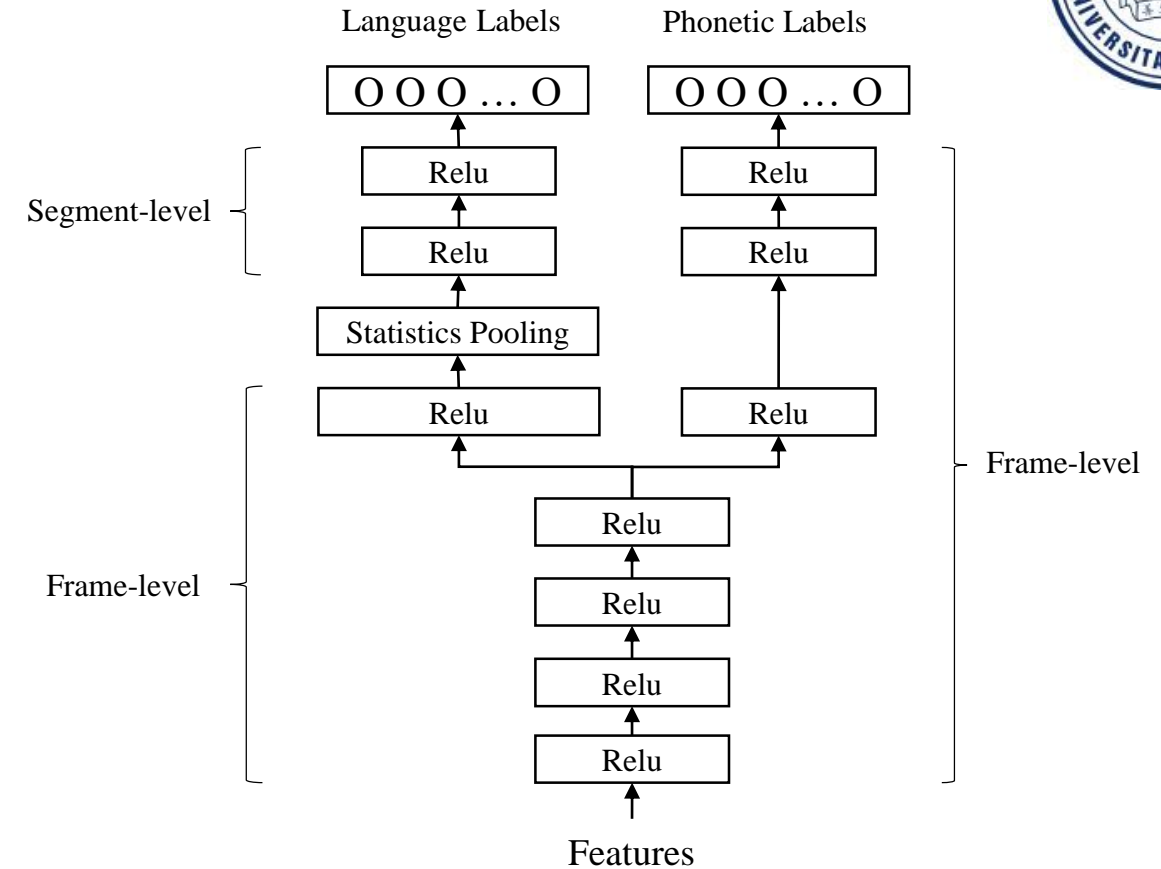 Language Labels
Phonetic Labels
O O O … O
O O O … O
Relu
Relu
Segment-level
Relu
Relu
Statistics Pooling
Relu
Relu
Frame-level
Relu
Frame-level
Relu
Relu
Relu
Features